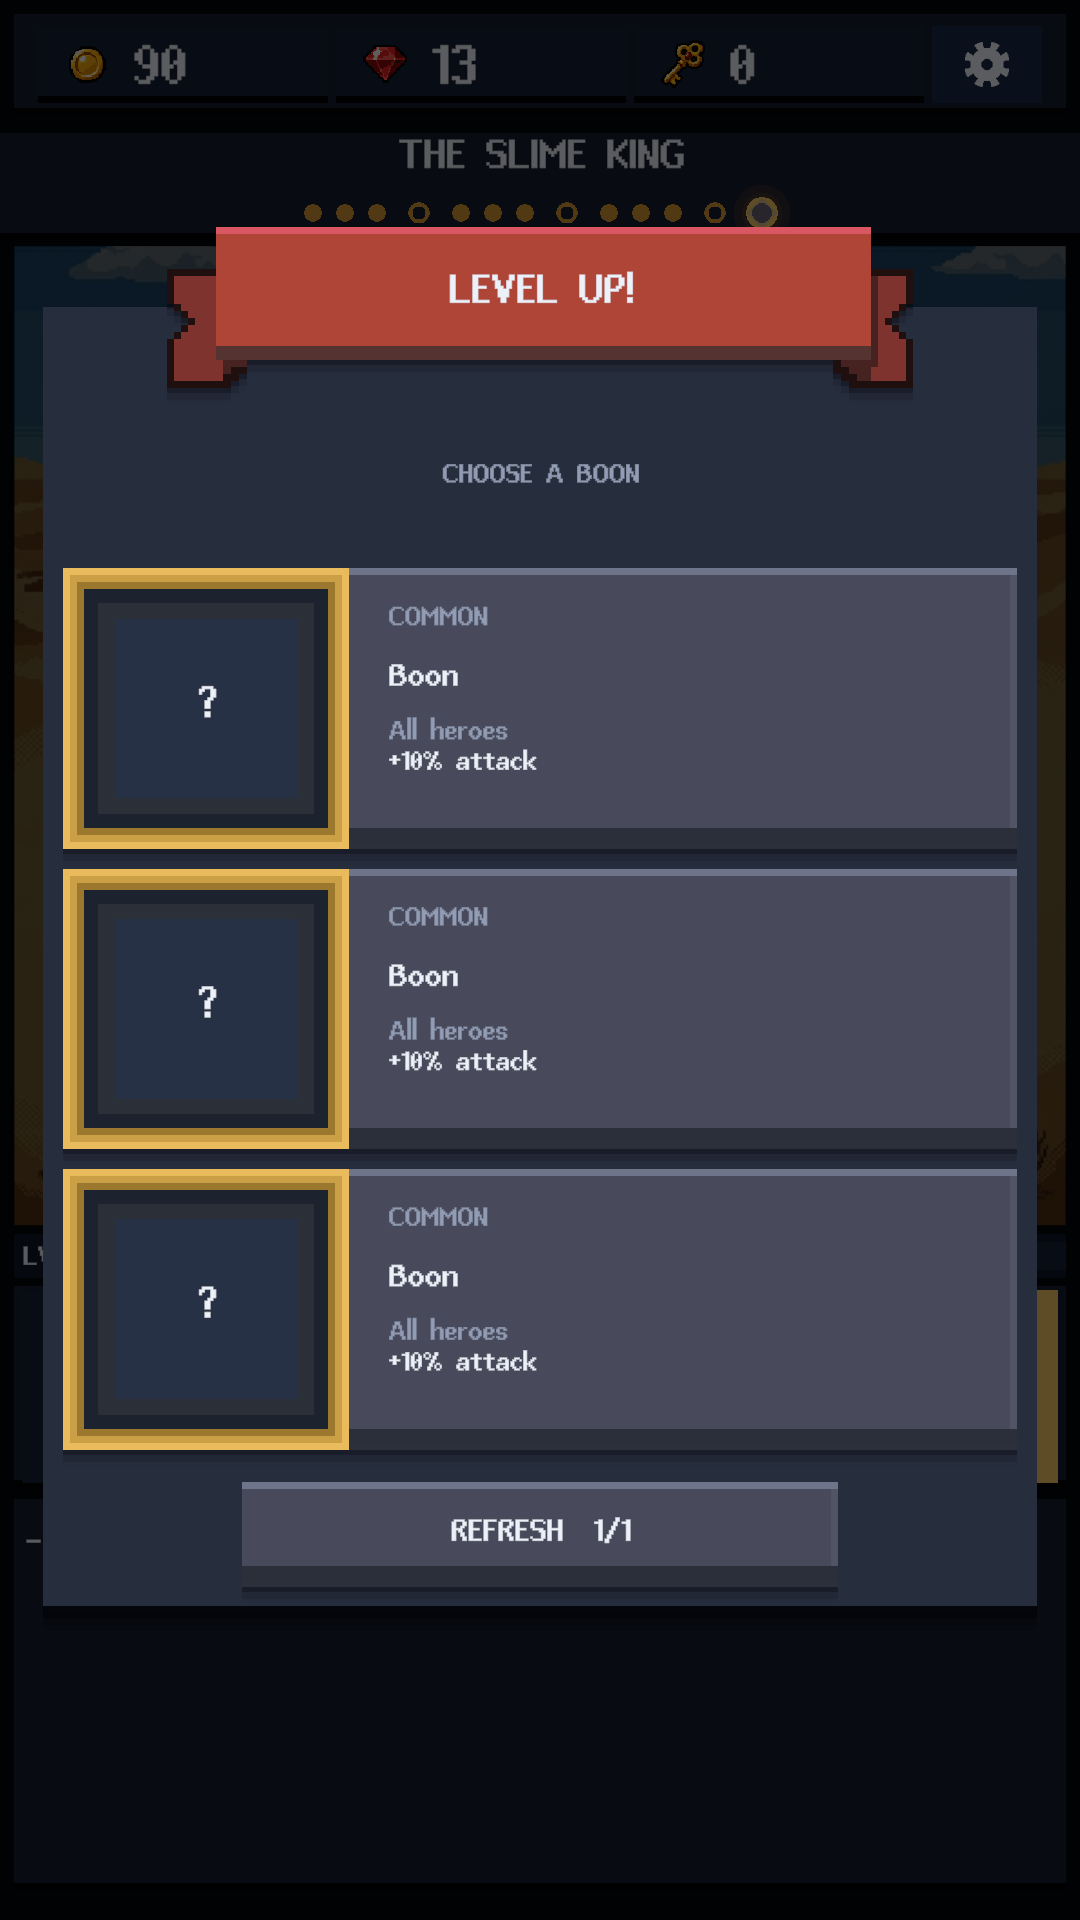 90
13
0
THE SLIME KING
LEVEL UP!
CHOOSE A BOON
COMMON
Boon
All heroes
+10% attack
?
COMMON
Boon
All heroes
+10% attack
?
COMMON
Boon
All heroes
+10% attack
?
REFRESH 1/1